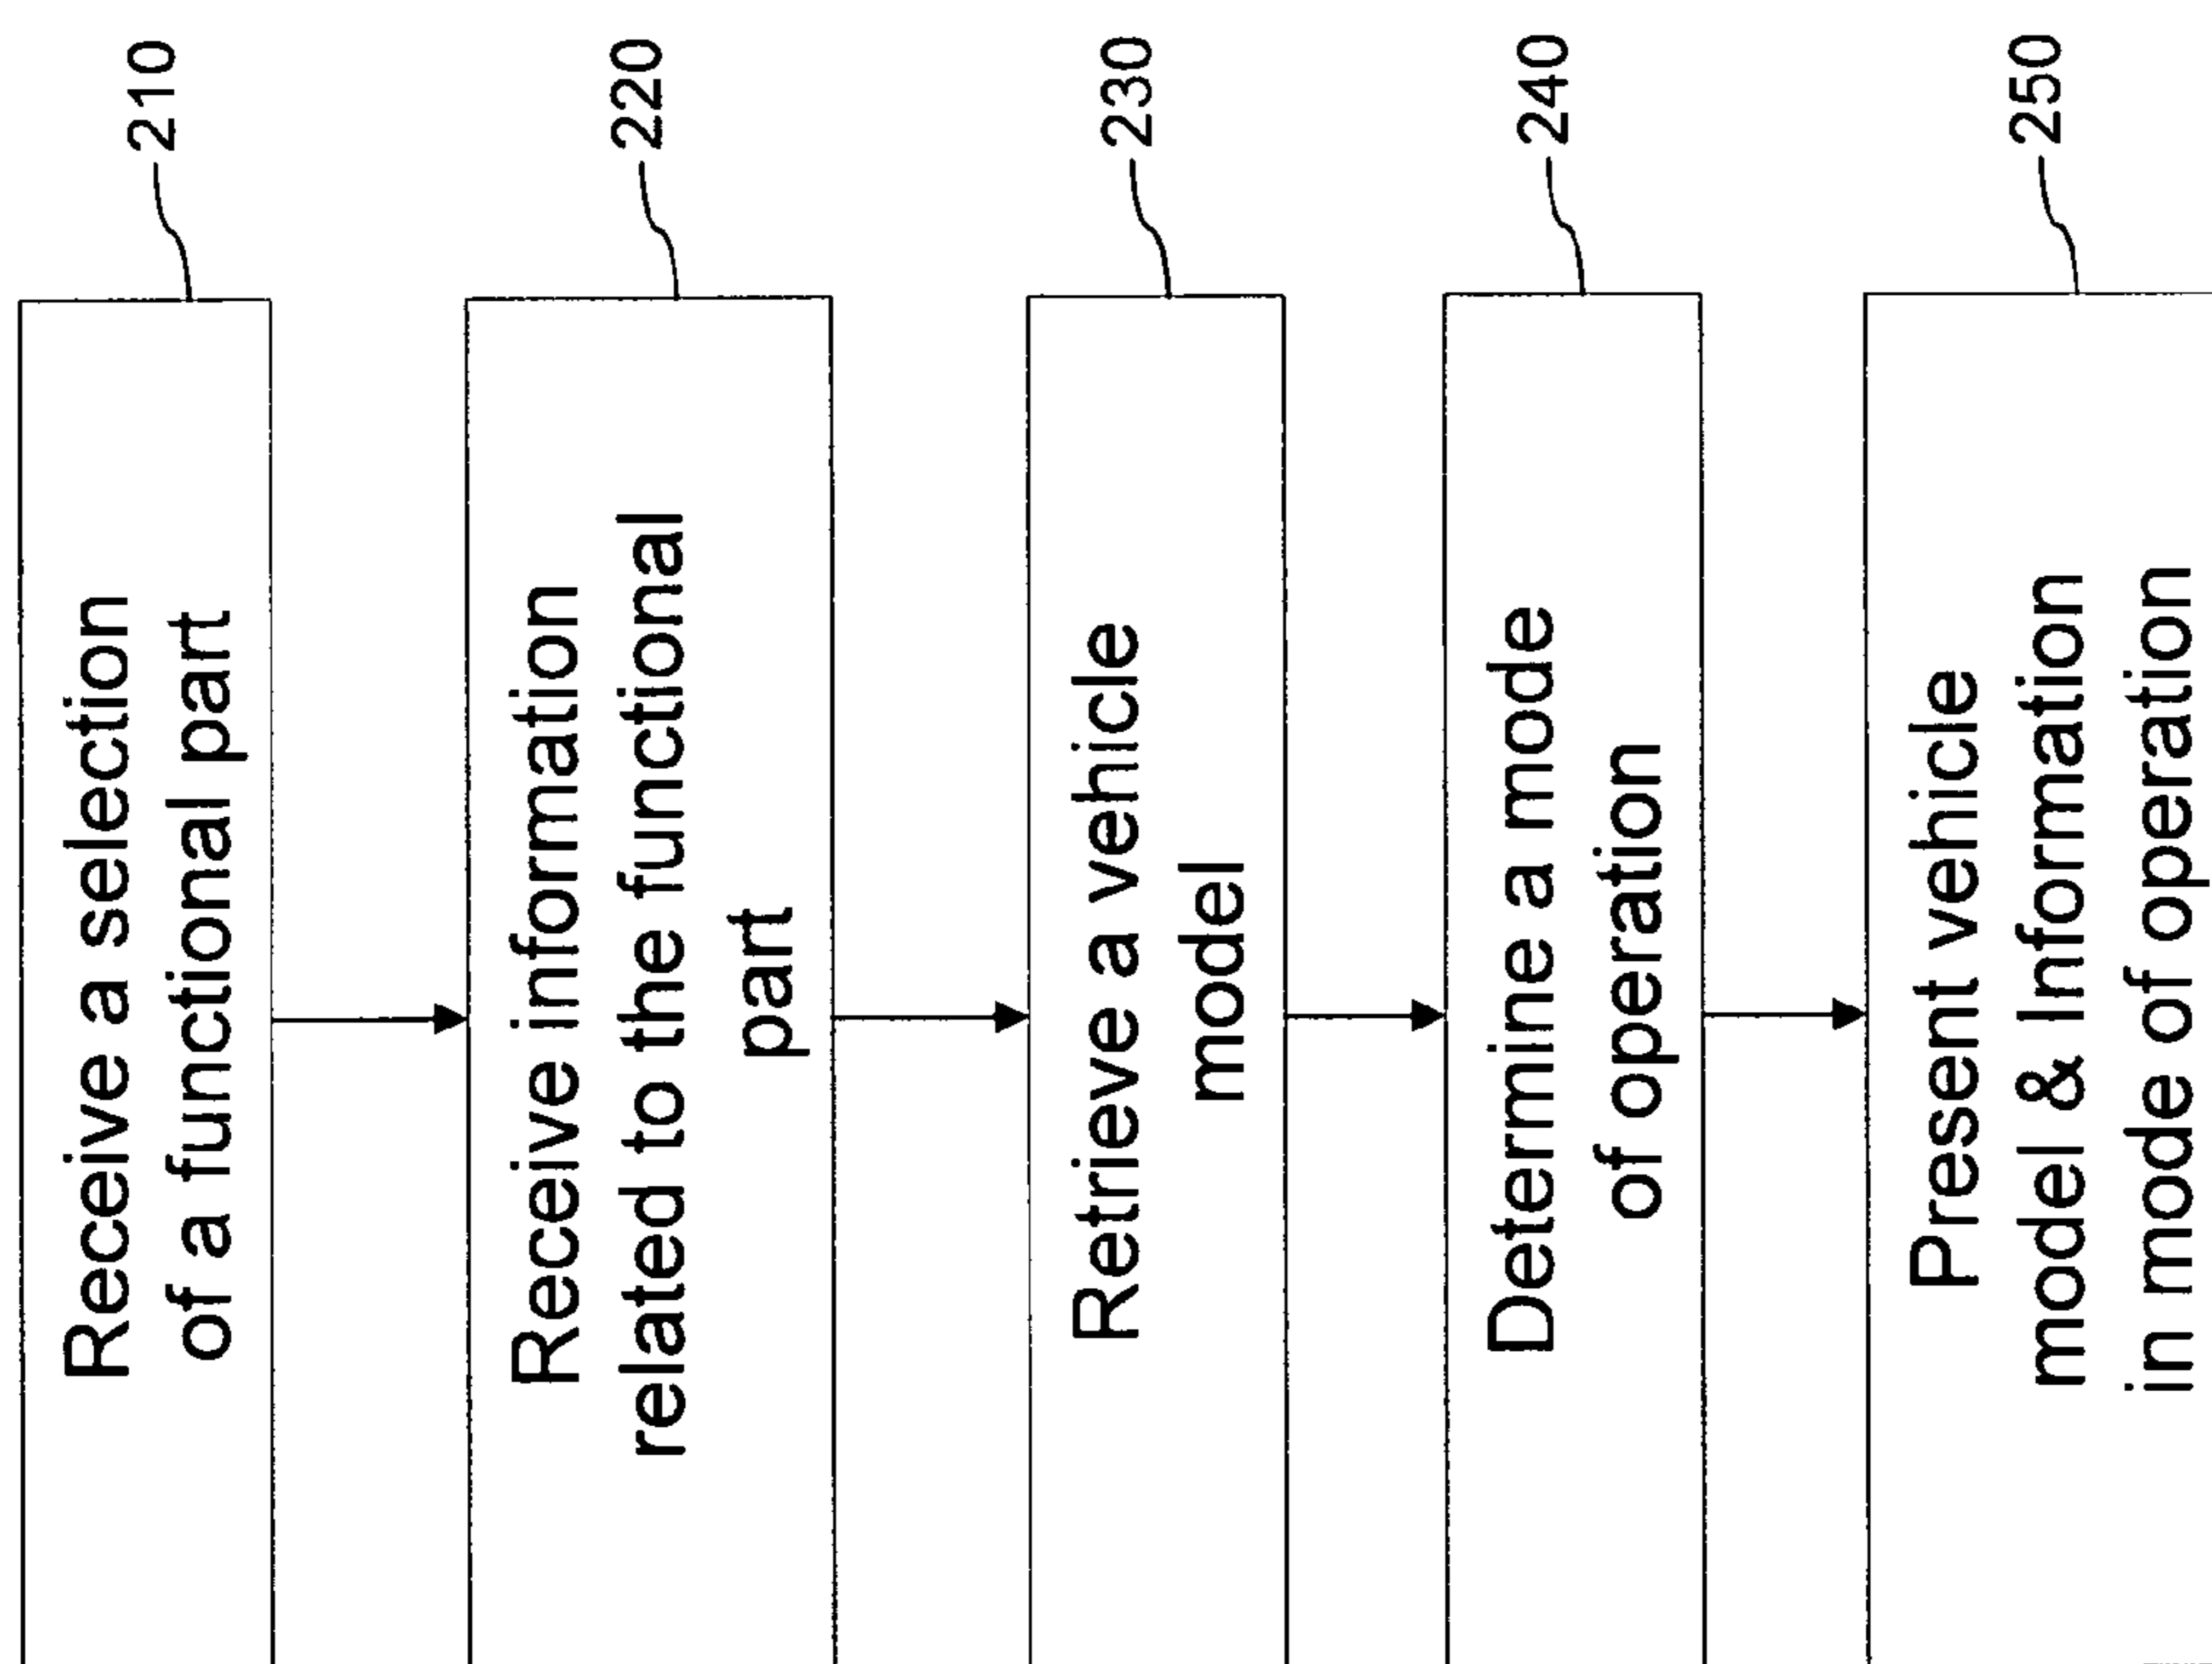 Receive a selection
of a functional part
210
Receive information
related to the functional
part
220
Retrieve a vehicle
model
230
Determine a mode
of operation
240
Present vehicle
model & Information
in mode of operation
250